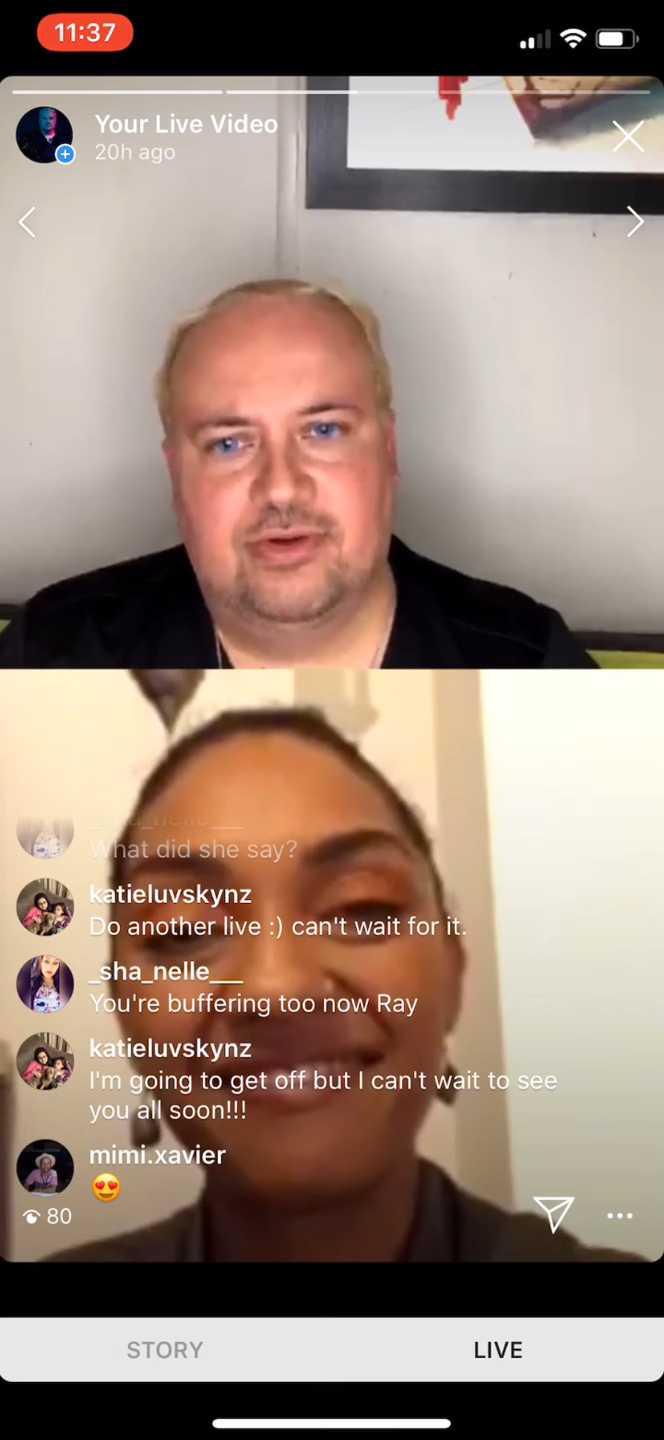 11:37
Your Live Video
20h ago
What did she say?
katieluvskynz
Do another live :) can't wait for it.
_sha_nelle___
You're buffering too now Ray
katieluvskynz
I'm going to get off but I can't wait to see
you all soon!!!
mimi.xavier
😍
80
STORY
LIVE